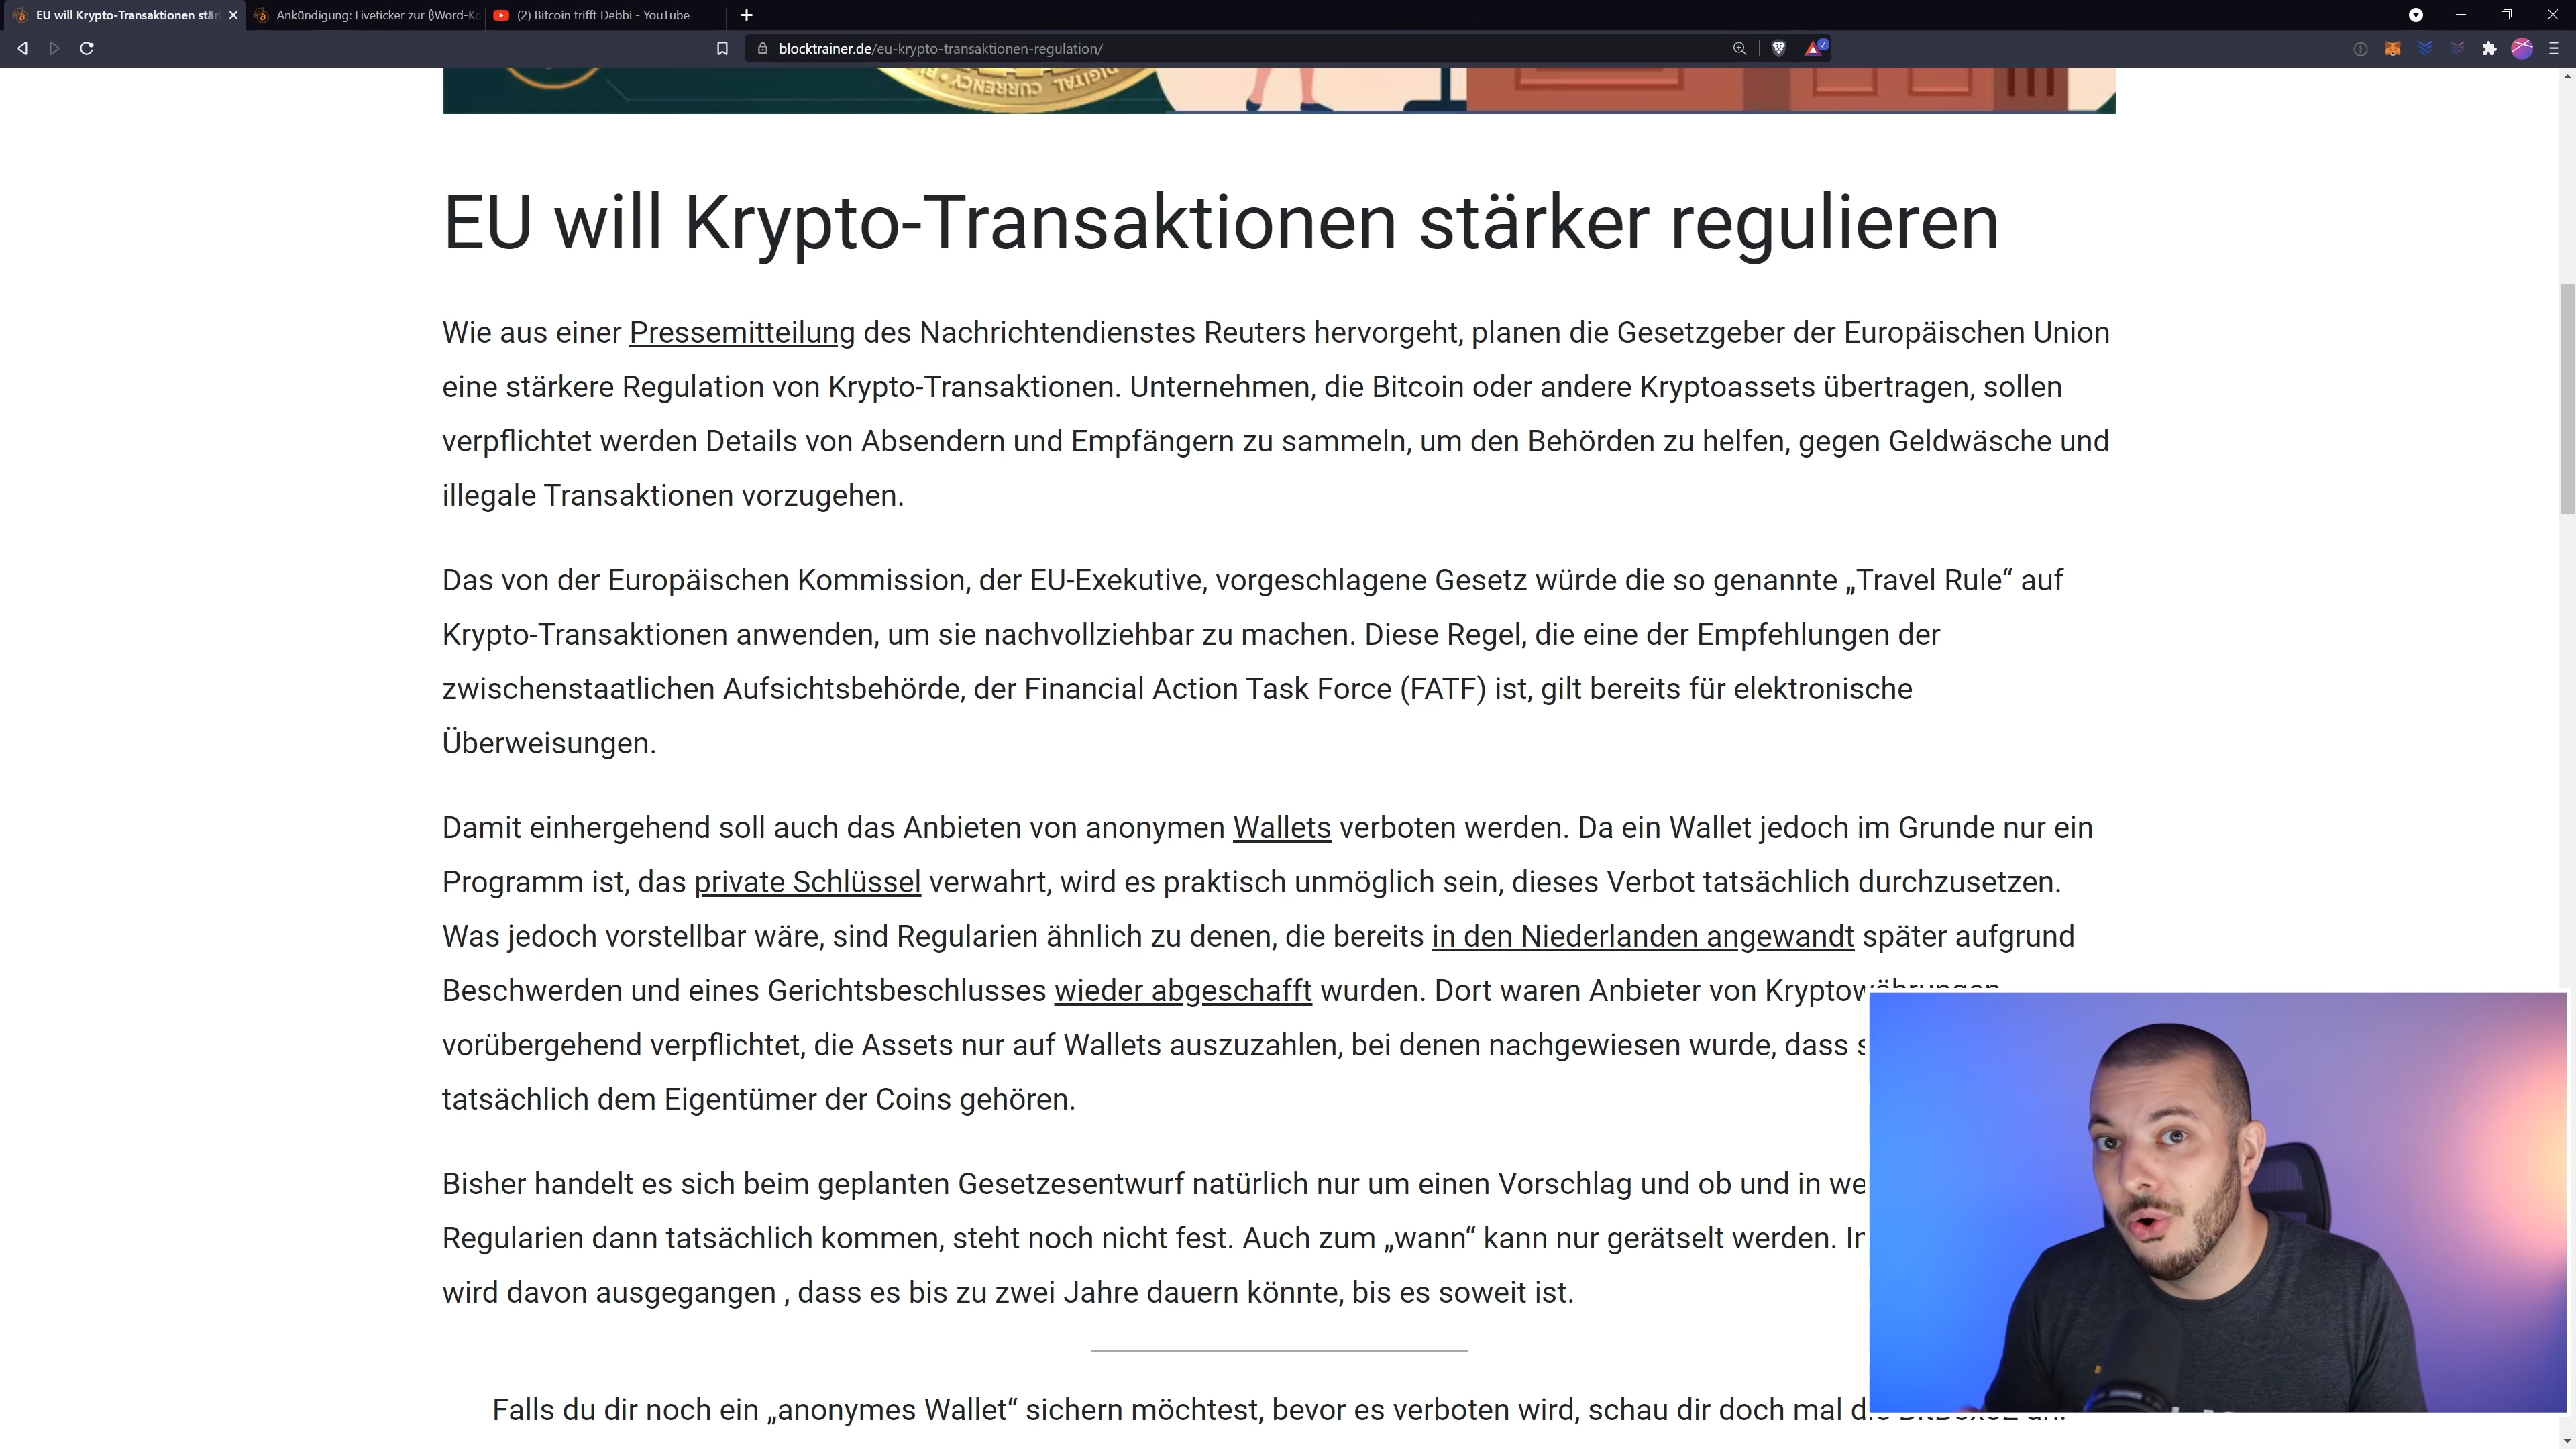 EU will Krypto-Transaktionen stär
Ankündigung: Liveticker zur ₿Word-Ko
(2) Bitcoin trifft Debbi - YouTube
blocktrainer.de/eu-krypto-transaktionen-regulation/
DIGITAL
CURRENCY
EU will Krypto-Transaktionen stärker regulieren
Wie aus einer Pressemitteilung des Nachrichtendienstes Reuters hervorgeht, planen die Gesetzgeber der Europäischen Union
eine stärkere Regulation von Krypto-Transaktionen. Unternehmen, die Bitcoin oder andere Kryptoassets übertragen, sollen
verpflichtet werden Details von Absendern und Empfängern zu sammeln, um den Behörden zu helfen, gegen Geldwäsche und
illegale Transaktionen vorzugehen.
Das von der Europäischen Kommission, der EU-Exekutive, vorgeschlagene Gesetz würde die so genannte „Travel Rule“ auf
Krypto-Transaktionen anwenden, um sie nachvollziehbar zu machen. Diese Regel, die eine der Empfehlungen der
zwischenstaatlichen Aufsichtsbehörde, der Financial Action Task Force (FATF) ist, gilt bereits für elektronische
Überweisungen.
Damit einhergehend soll auch das Anbieten von anonymen Wallets verboten werden. Da ein Wallet jedoch im Grunde nur ein
Programm ist, das private Schlüssel verwahrt, wird es praktisch unmöglich sein, dieses Verbot tatsächlich durchzusetzen.
Was jedoch vorstellbar wäre, sind Regularien ähnlich zu denen, die bereits in den Niederlanden angewandt später aufgrund
Beschwerden und eines Gerichtsbeschlusses wieder abgeschafft wurden. Dort waren Anbieter von Kryptowährungen
vorübergehend verpflichtet, die Assets nur auf Wallets auszuzahlen, bei denen nachgewiesen wurde, dass s
tatsächlich dem Eigentümer der Coins gehören.
Bisher handelt es sich beim geplanten Gesetzesentwurf natürlich nur um einen Vorschlag und ob und in we
Regularien dann tatsächlich kommen, steht noch nicht fest. Auch zum „wann“ kann nur gerätselt werden. In
wird davon ausgegangen , dass es bis zu zwei Jahre dauern könnte, bis es soweit ist.
Falls du dir noch ein „anonymes Wallet“ sichern möchtest, bevor es verboten wird, schau dir doch mal die BitBox02 an.